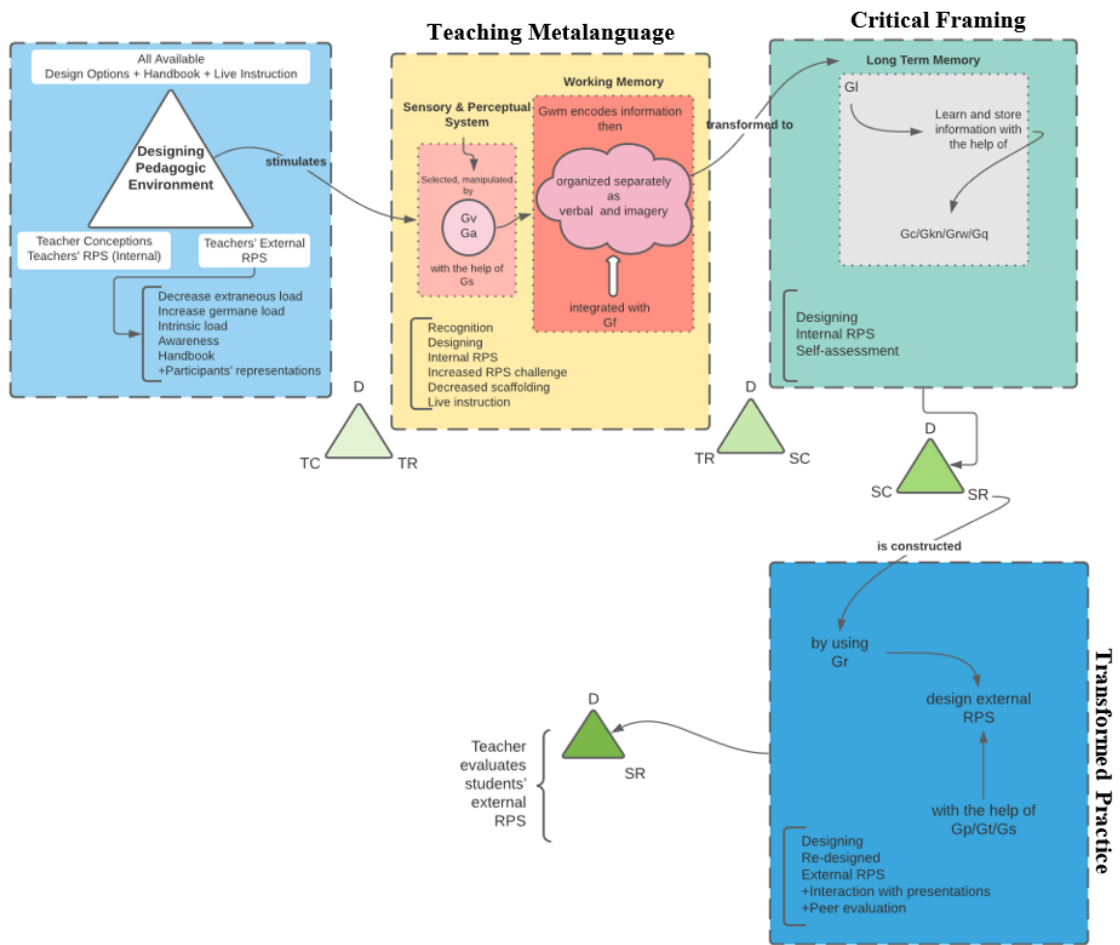 Teaching Metalanguage
Critical Framing
All Available
Design Options + Handbook + Live Instruction
Designing
Pedagogic
Environment
Teacher Conceptions
Teachers' RPS (Internal)
Teachers' External
RPS
Decrease extraneous load
Increase germane load
Intrinsic load
Awareness
Handbook
+Participants' representations
stimulates
Sensory & Perceptual
System
Selected, manipulated
by
Gv
Ga
with the help of
Gs
Working Memory
Gwm encodes information
then
organized separately
as
verbal and imagery
integrated with
Gf
Recognition
Designing
Internal RPS
Increased RPS challenge
Decreased scaffolding
Live instruction
transformed to
Long Term Memory
Gl
Learn and store
information with
the help of
Gc/Gkn/Grw/Gq
Designing
Internal RPS
Self-assessment
D
TC
TR
D
TR
SC
D
SC
SR
is constructed
by using
Gr
design external
RPS
with the help of
Gp/Gt/Gs
Designing
Re-designed
External RPS
+Interaction with presentations
+Peer evaluation
Transformed Practice
D
SR
Teacher
evaluates
students'
external
RPS